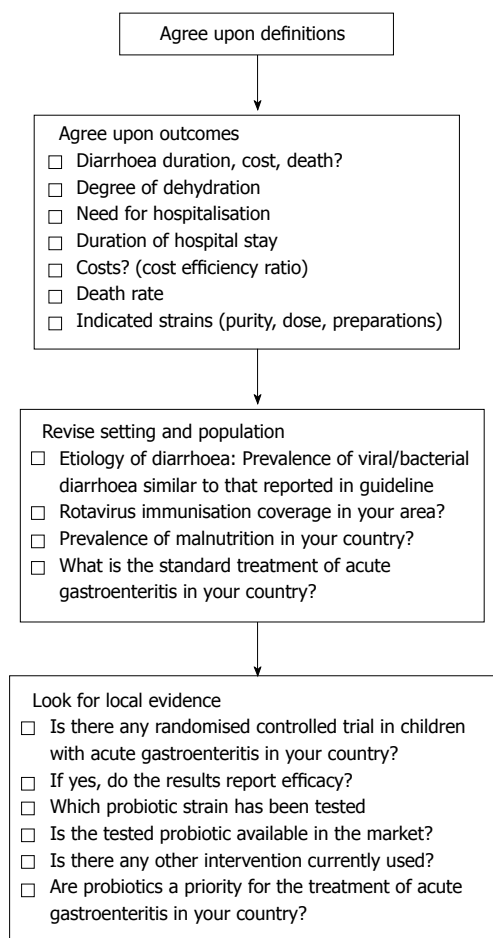 Agree upon definitions
Agree upon outcomes
Diarrhoea duration, cost, death?
Degree of dehydration
Need for hospitalisation
Duration of hospital stay
Costs? (cost efficiency ratio)
Death rate
Indicated strains (purity, dose, preparations)
Revise setting and population
Etiology of diarrhoea: Prevalence of viral/bacterial
diarrhoea similar to that reported in guideline
Rotavirus immunisation coverage in your area?
Prevalence of malnutrition in your country?
What is the standard treatment of acute
gastroenteritis in your country?
Look for local evidence
Is there any randomised controlled trial in children
with acute gastroenteritis in your country?
If yes, do the results report efficacy?
Which probiotic strain has been tested
Is the tested probiotic available in the market?
Is there any other intervention currently used?
Are probiotics a priority for the treatment of acute
gastroenteritis in your country?